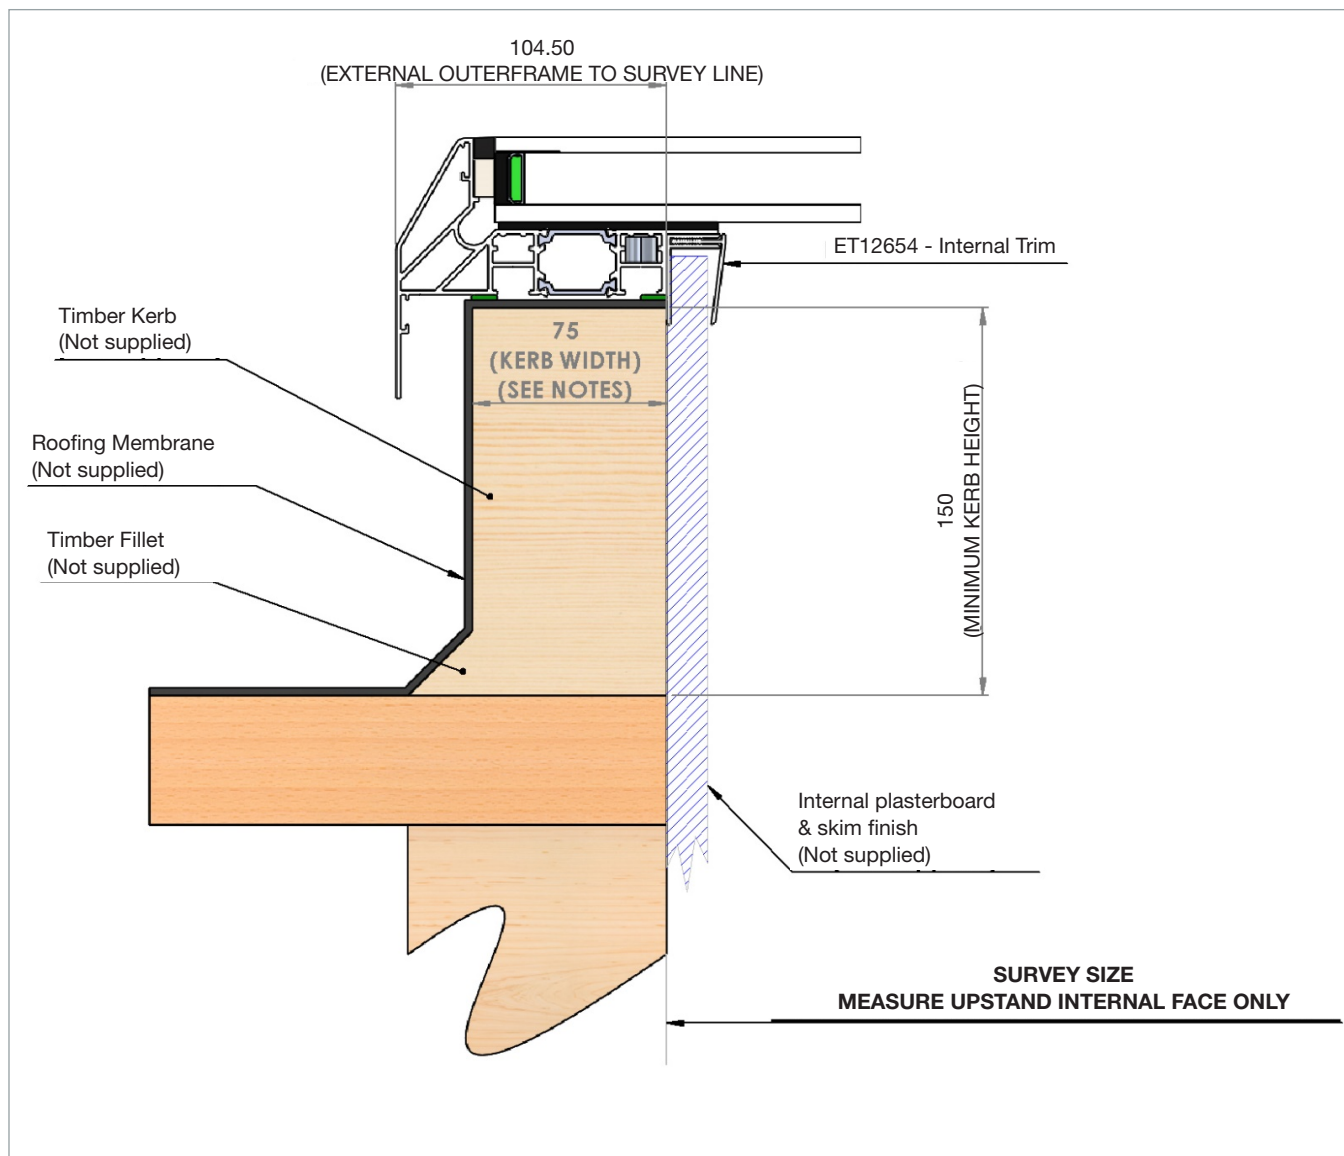 104.50
(EXTERNAL OUTERFRAME TO SURVEY LINE)
ET12654 - Internal Trim
Timber Kerb
(Not supplied)
75
(KERB WIDTH)
(SEE NOTES)
Roofing Membrane
(Not supplied)
150
(MINIMUM KERB HEIGHT)
Timber Fillet
(Not supplied)
Internal plasterboard
& skim finish
(Not supplied)
SURVEY SIZE
MEASURE UPSTAND INTERNAL FACE ONLY